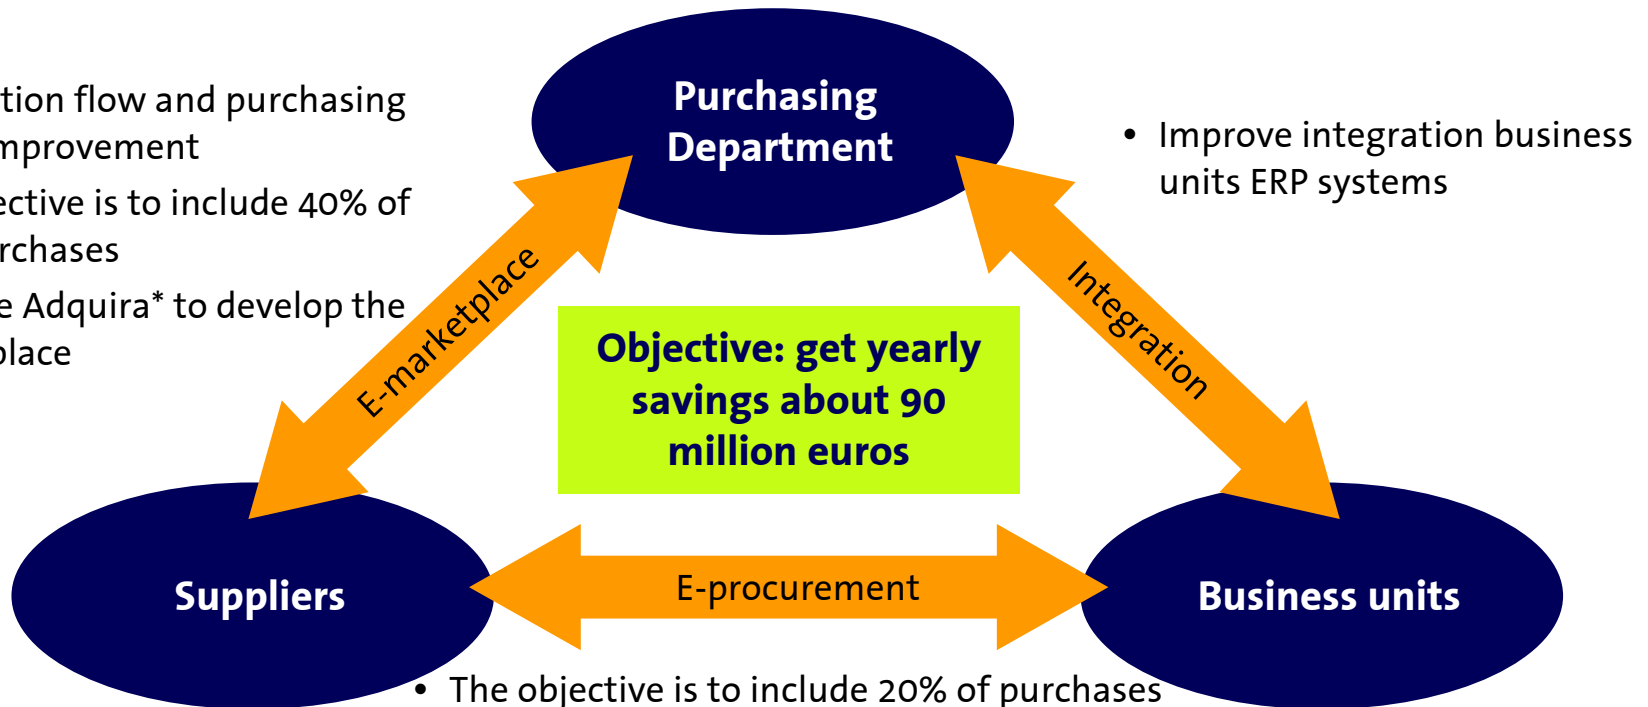 Purchasing
Department
tion flow and purchasing
mprovement
ective is to include 40% of
rchases
e Adquira* to develop the
place
• Improve integration business
units ERP systems
E-marketplace
Integration
Objective: get yearly
savings about 90
million euros
Suppliers
E-procurement
Business units
• The objective is to include 20% of purchases